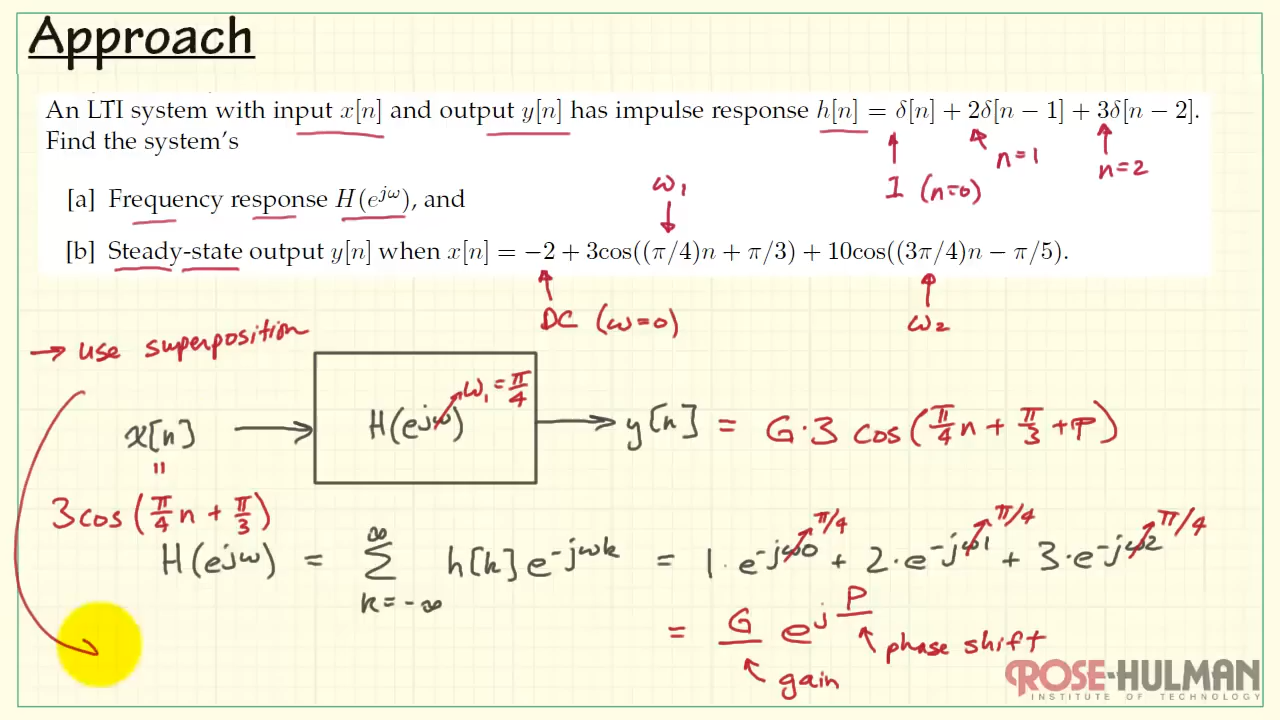 Approach
An LTI system with input x[n] and output y[n] has impulse response h[n] = δ[n] + 2δ[n − 1] + 3δ[n − 2].
Find the system's
1 (n=0)
n=1
n=2
[a] Frequency response H(e^{jω}), and
ω₁
[b] Steady-state output y[n] when x[n] = −2 + 3cos((π/4)n + π/3) + 10cos((3π/4)n − π/5).
DC (ω=0)
ω₂
→ use superposition
x[n] → H(e^{jω}) → y[n] = G·3 cos(π/4 n + π/3 + P)
ω₁ = π/4
=
3cos(π/4 n + π/3)
π/4 π/4 π/4
H(e^{jω}) = ∑_{k=-∞}^{∞} h[k] e^{-jωk} = 1·e^{-jω0} + 2·e^{-jω1} + 3·e^{-jω2}
= G e^{jP}
phase shift
gain
ROSE-HULMAN
INSTITUTE OF TECHNOLOGY